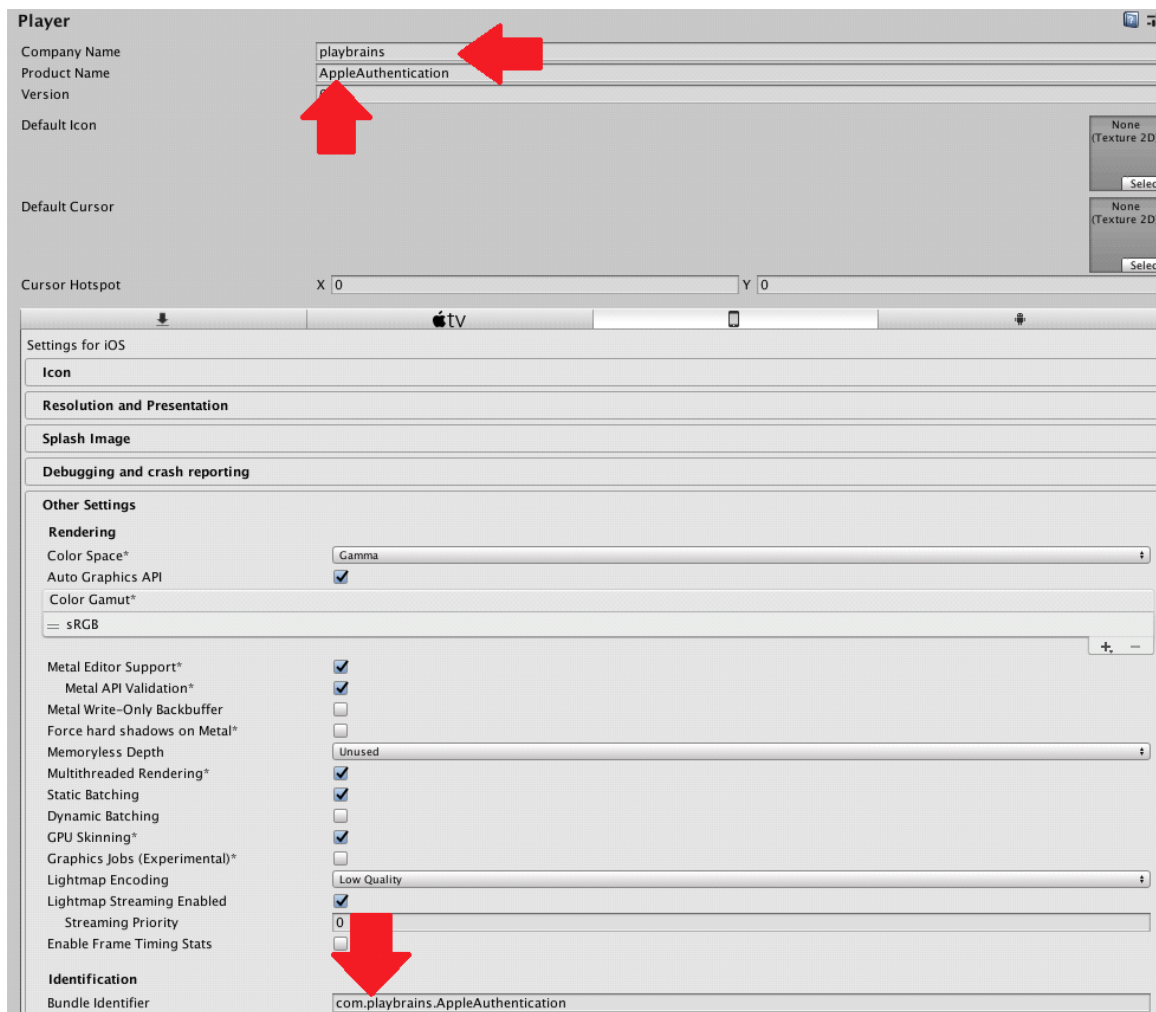 Player
Company Name playbrains
Product Name AppleAuthentication
Version
Default Icon
None
(Texture 2D
Selec
Default Cursor
None
(Texture 2D
Selec
Cursor Hotspot X 0 Y 0
tv
Settings for iOS
Icon
Resolution and Presentation
Splash Image
Debugging and crash reporting
Other Settings
Rendering
Color Space* Gamma
Auto Graphics API
Color Gamut*
= sRGB
Metal Editor Support*
Metal API Validation*
Metal Write-Only Backbuffer
Force hard shadows on Metal*
Memoryless Depth Unused
Multithreaded Rendering*
Static Batching
Dynamic Batching
GPU Skinning*
Graphics Jobs (Experimental)*
Lightmap Encoding Low Quality
Lightmap Streaming Enabled
Streaming Priority 0
Enable Frame Timing Stats
Identification
Bundle Identifier com.playbrains.AppleAuthentication